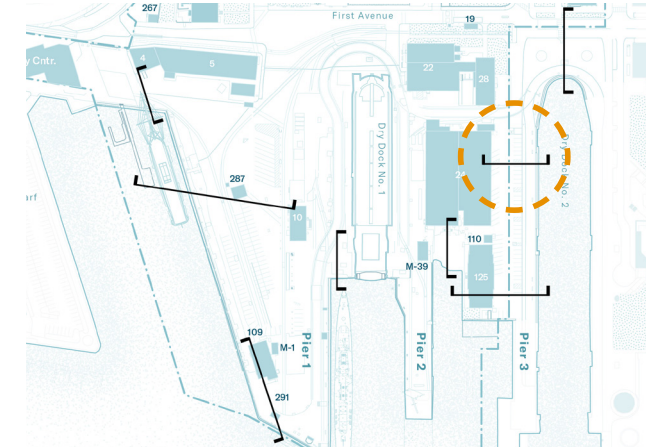 267
First Avenue
19
y Cntr.
4
5
22
28
Dry Dock No. 1
Dry Dock No. 2
24
287
10
arf
110
M-39
125
109
M-1
Pier 1
Pier 2
Pier 3
291